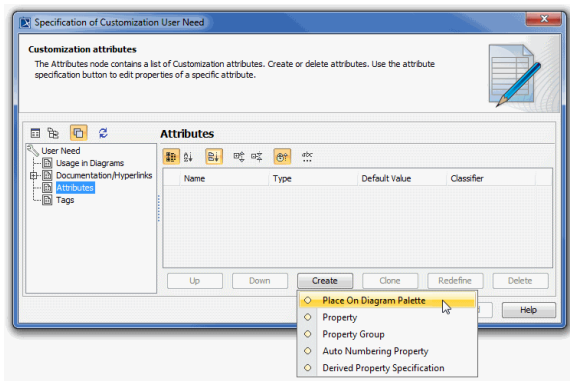 Specification of Customization User Need
Customization attributes
The Attributes node contains a list of Customization attributes. Create or delete attributes. Use the attribute
specification button to edit properties of a specific attribute.
Attributes
User Need
Usage in Diagrams
Documentation/Hyperlinks
Attributes
Tags
Name Type Default Value Classifier
Up Down Create Clone Redefine Delete
Place On Diagram Palette
Help
Property
Property Group
Auto Numbering Property
Derived Property Specification